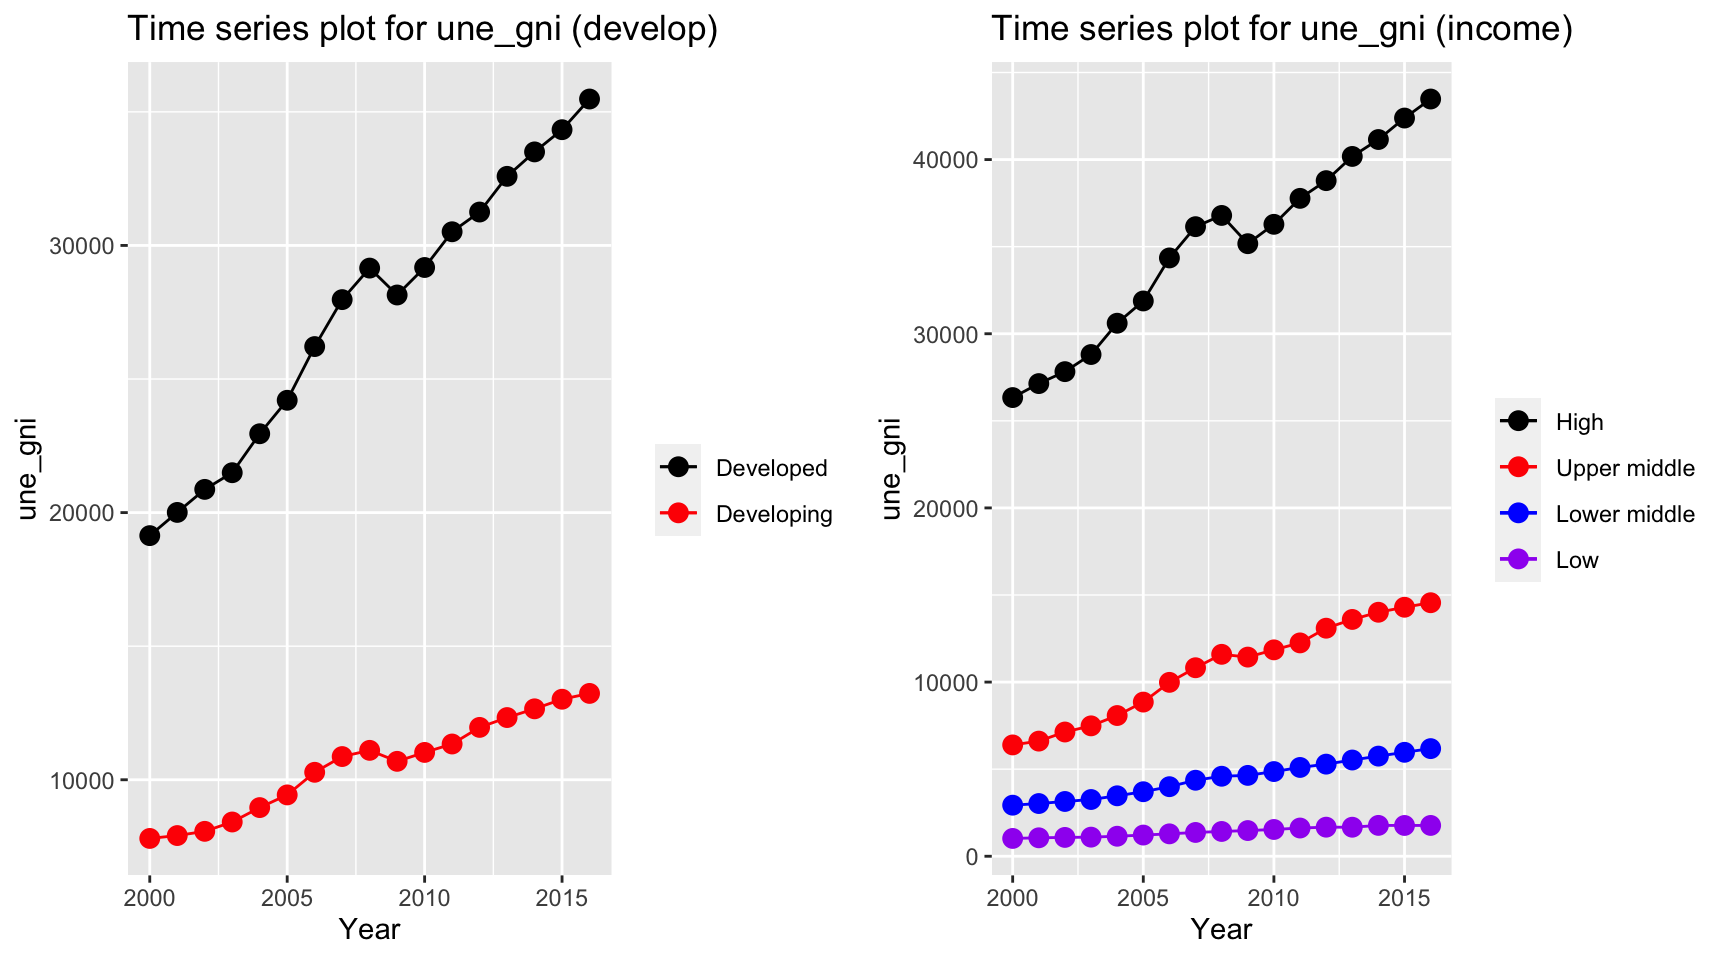 Time series plot for une_gni (develop)
une_gni
30000
20000
10000
2000 2005 2010 2015
Year
Developed
Developing
Time series plot for une_gni (income)
une_gni
40000
30000
20000
10000
0
2000 2005 2010 2015
Year
High
Upper middle
Lower middle
Low